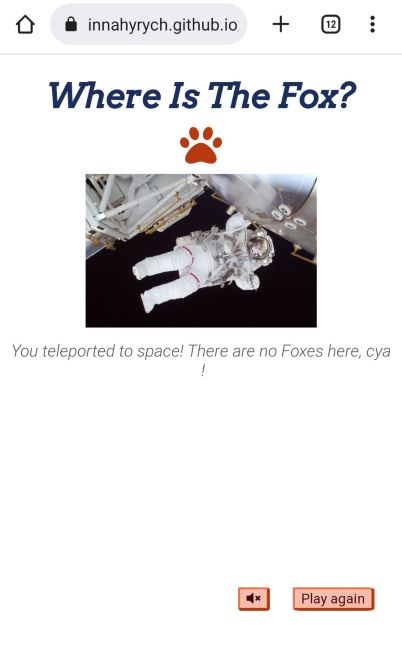 innahyrych.github.io
12
Where Is The Fox?
You teleported to space! There are no Foxes here, cya
!
Play again